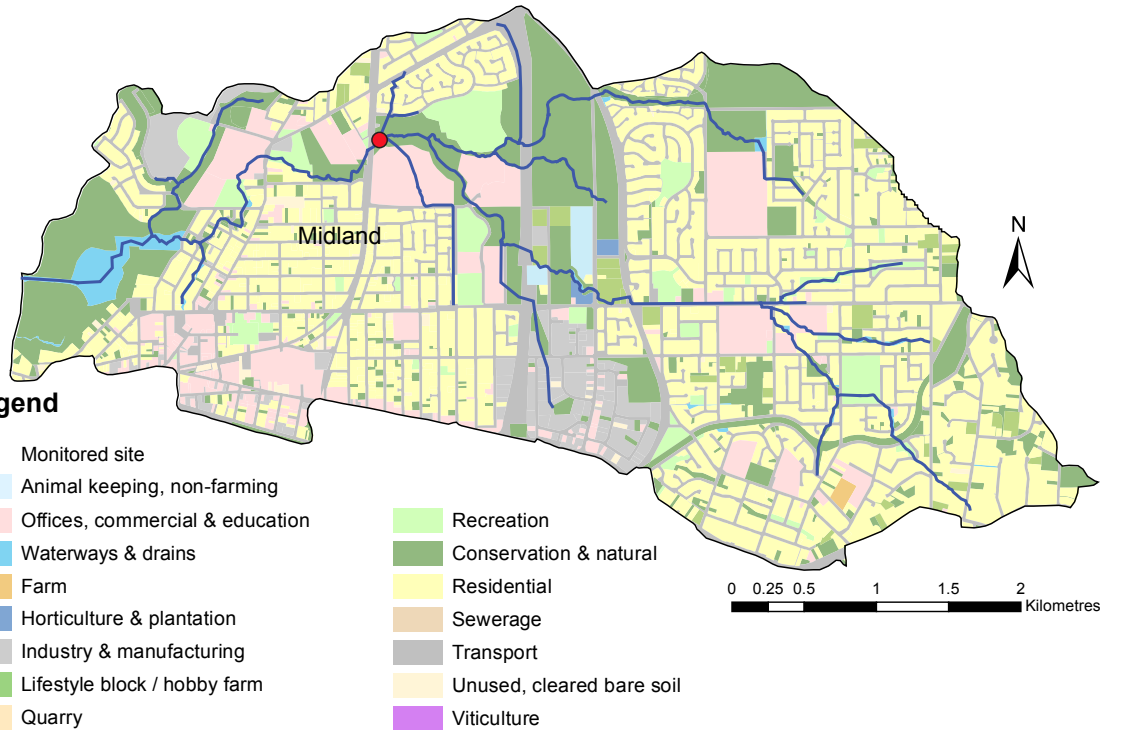 Midland
N
gend
Monitored site
Animal keeping, non-farming
Offices, commercial & education
Waterways & drains
Farm
Horticulture & plantation
Industry & manufacturing
Lifestyle block / hobby farm
Quarry
Recreation
Conservation & natural
Residential
Sewerage
Transport
Unused, cleared bare soil
Viticulture
0 0.25 0.5 1 1.5 2
Kilometres